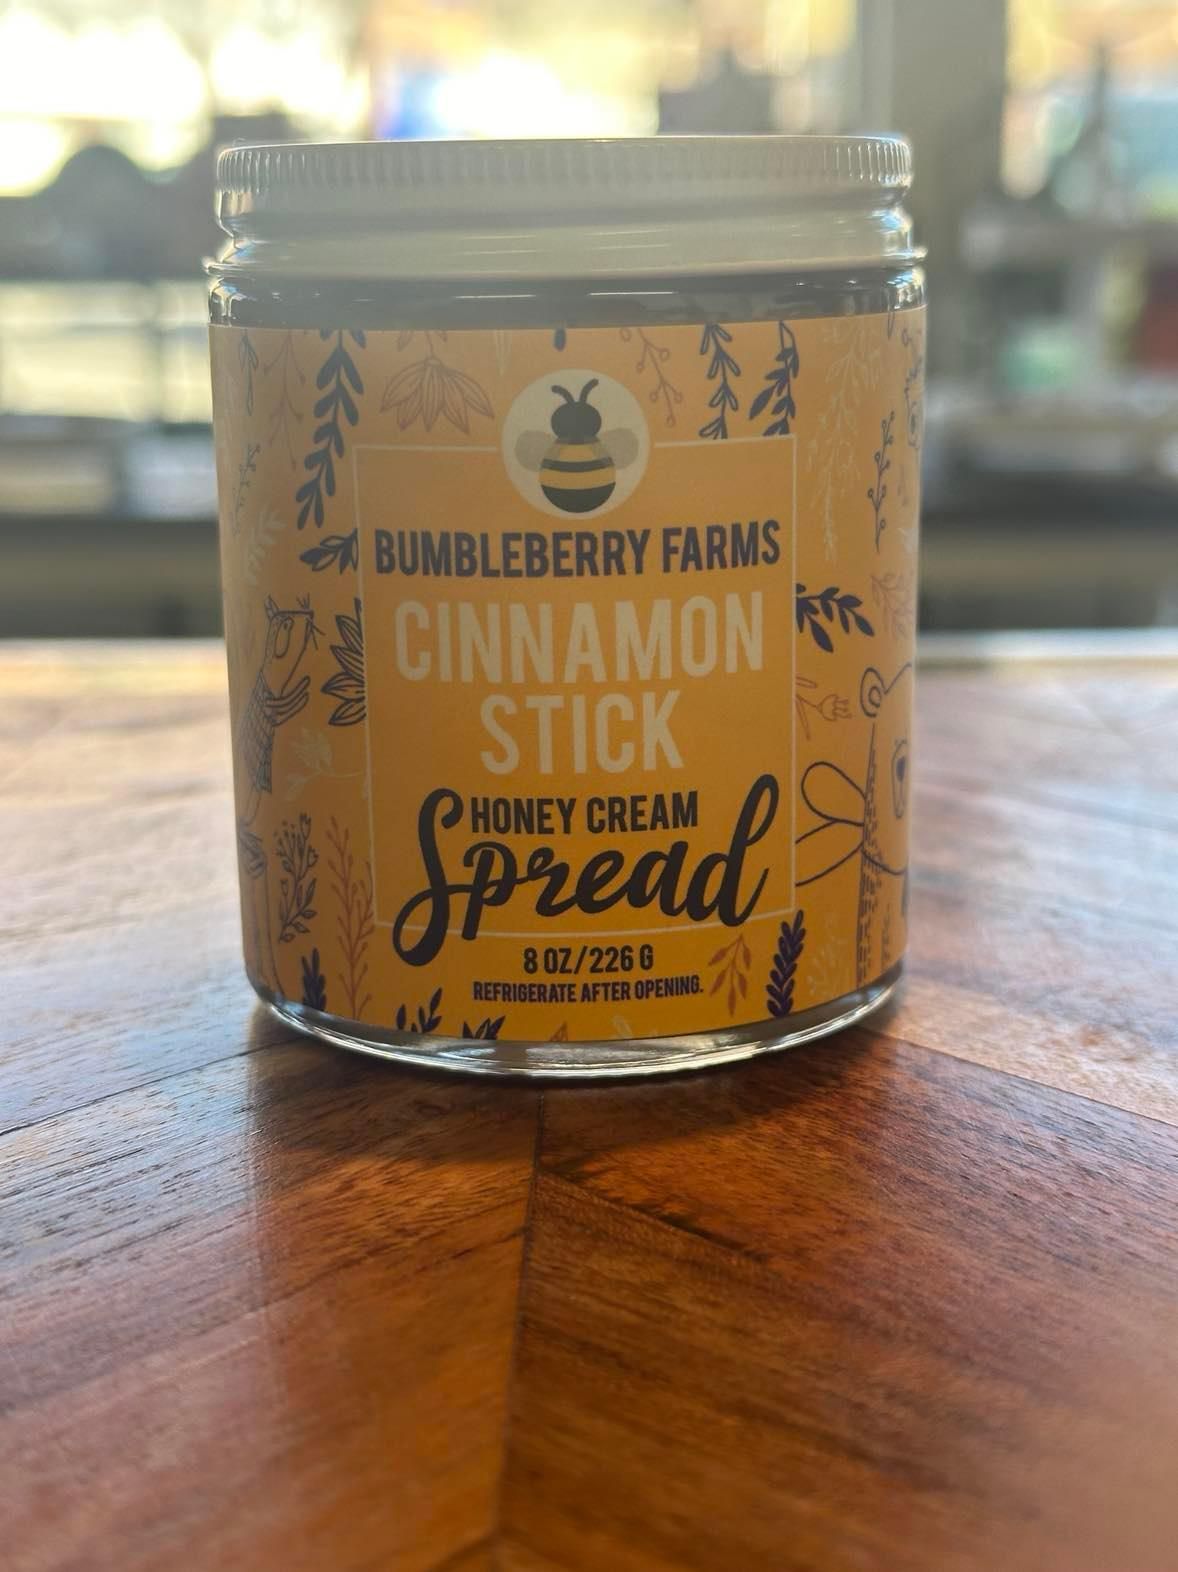 BUMBLEBERRY FARMS
CINNAMON
STICK
HONEY CREAM
Spread
8 OZ/226 G
REFRIGERATE AFTER OPENING.